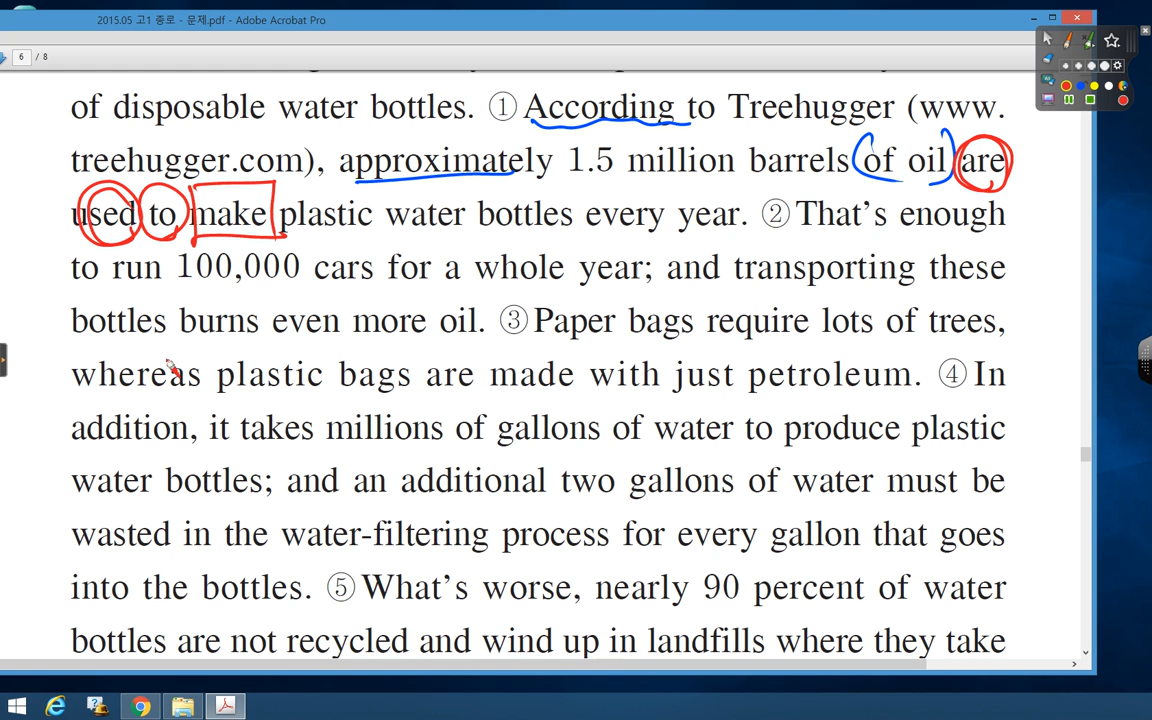 2015.05 고1 종로 - 문제.pdf - Adobe Acrobat Pro
6 / 8
of disposable water bottles. ① According to Treehugger (www.
treehugger.com), approximately 1.5 million barrels of oil are
used to make plastic water bottles every year. ② That's enough
to run 100,000 cars for a whole year; and transporting these
bottles burns even more oil. ③ Paper bags require lots of trees,
whereas plastic bags are made with just petroleum. ④ In
addition, it takes millions of gallons of water to produce plastic
water bottles; and an additional two gallons of water must be
wasted in the water-filtering process for every gallon that goes
into the bottles. ⑤ What's worse, nearly 90 percent of water
bottles are not recycled and wind up in landfills where they take